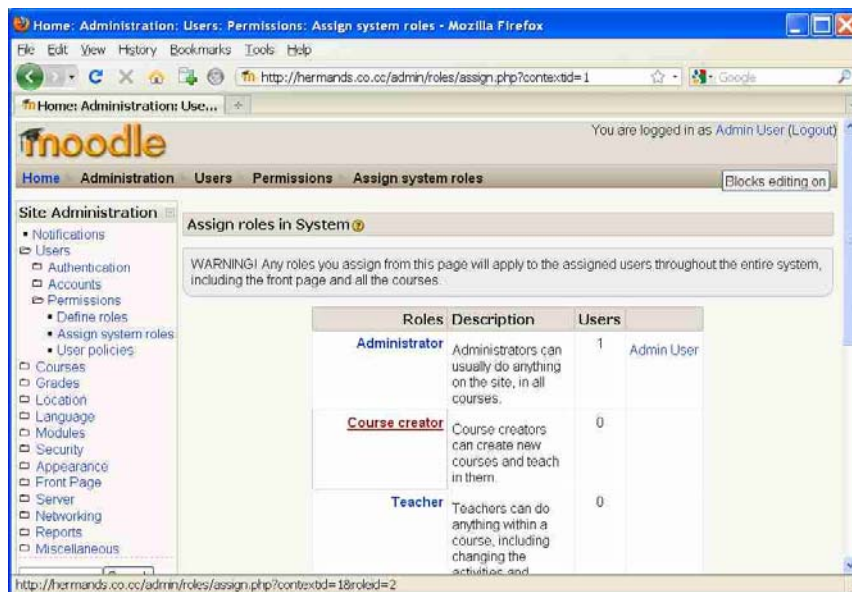 Home: Administration: Users: Permissions: Assign system roles - Mozilla Firefox
File Edit View History Bookmarks Tools Help
http://hermands.co.cc/admin/roles/assign.php?contextid=1
Google
Home: Administration: Use...
moodle
You are logged in as Admin User (Logout)
Home Administration Users Permissions Assign system roles
Blocks editing on
Site Administration
Notifications
Users
Authentication
Accounts
Permissions
Define roles
Assign system roles
User policies
Courses
Grades
Location
Language
Modules
Security
Appearance
Front Page
Server
Networking
Reports
Miscellaneous
Assign roles in System
WARNING! Any roles you assign from this page will apply to the assigned users throughout the entire system,
including the front page and all the courses.
Roles Description Users
Administrator Administrators can 1 Admin User
usually do anything
on the site, in all
courses.
Course creator Course creators 0
can create new
courses and teach
in them.
Teacher Teachers can do 0
anything within a
course, including
changing the
activities and
http://hermands.co.cc/admin/roles/assign.php?contextid=1&roleid=2